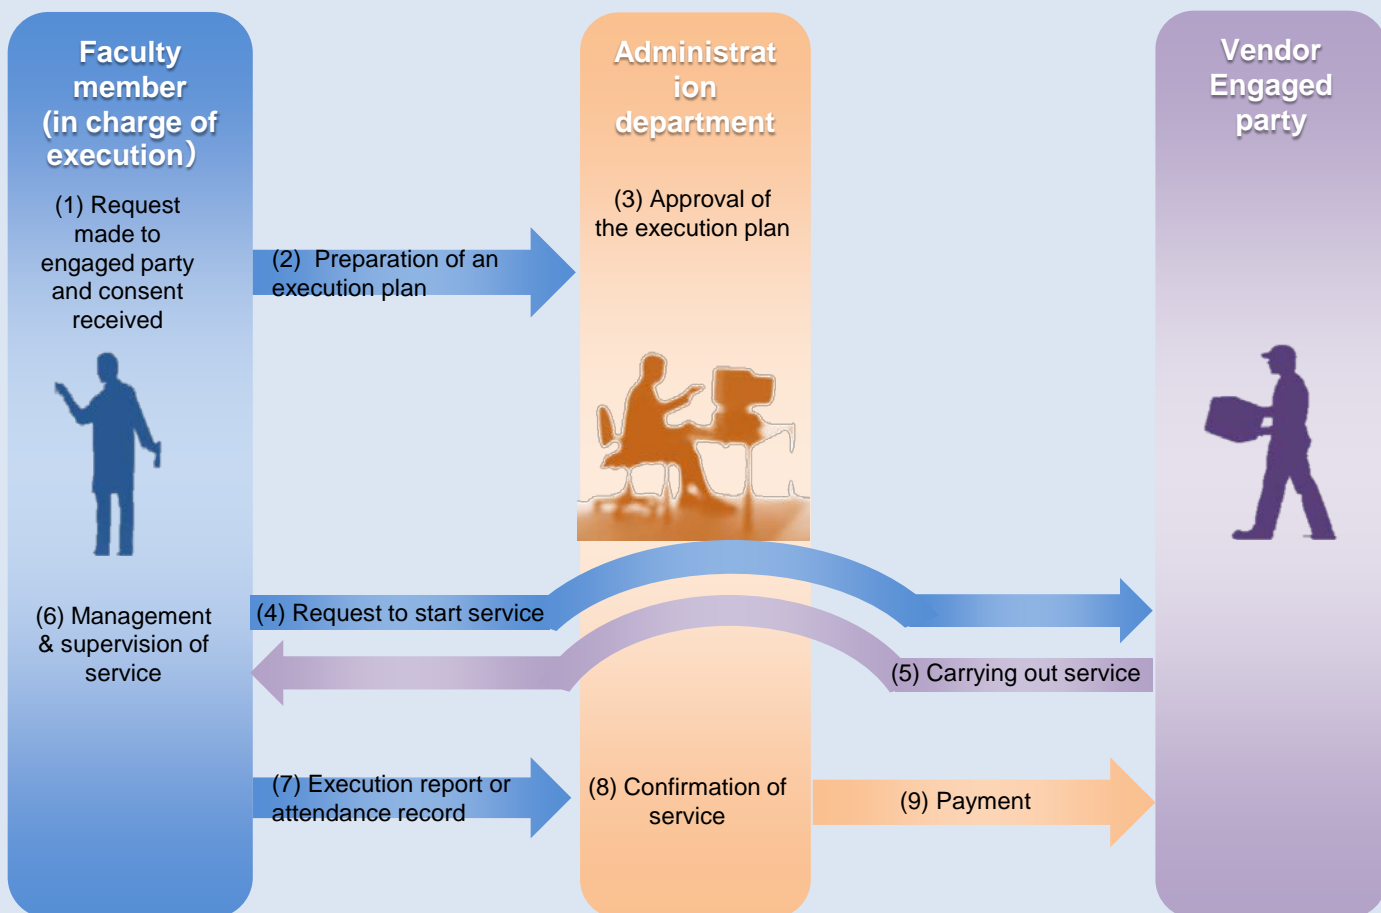 Faculty
member
(in charge of
execution）
Administrat
ion
department
Vendor
Engaged
party
(1) Request
made to
engaged party
and consent
received
(2)  Preparation of an
execution plan
(3) Approval of
the execution plan
(4) Request to start service
(5) Carrying out service
(6) Management
& supervision of
service
(7) Execution report or
attendance record
(8) Confirmation of
service
(9) Payment